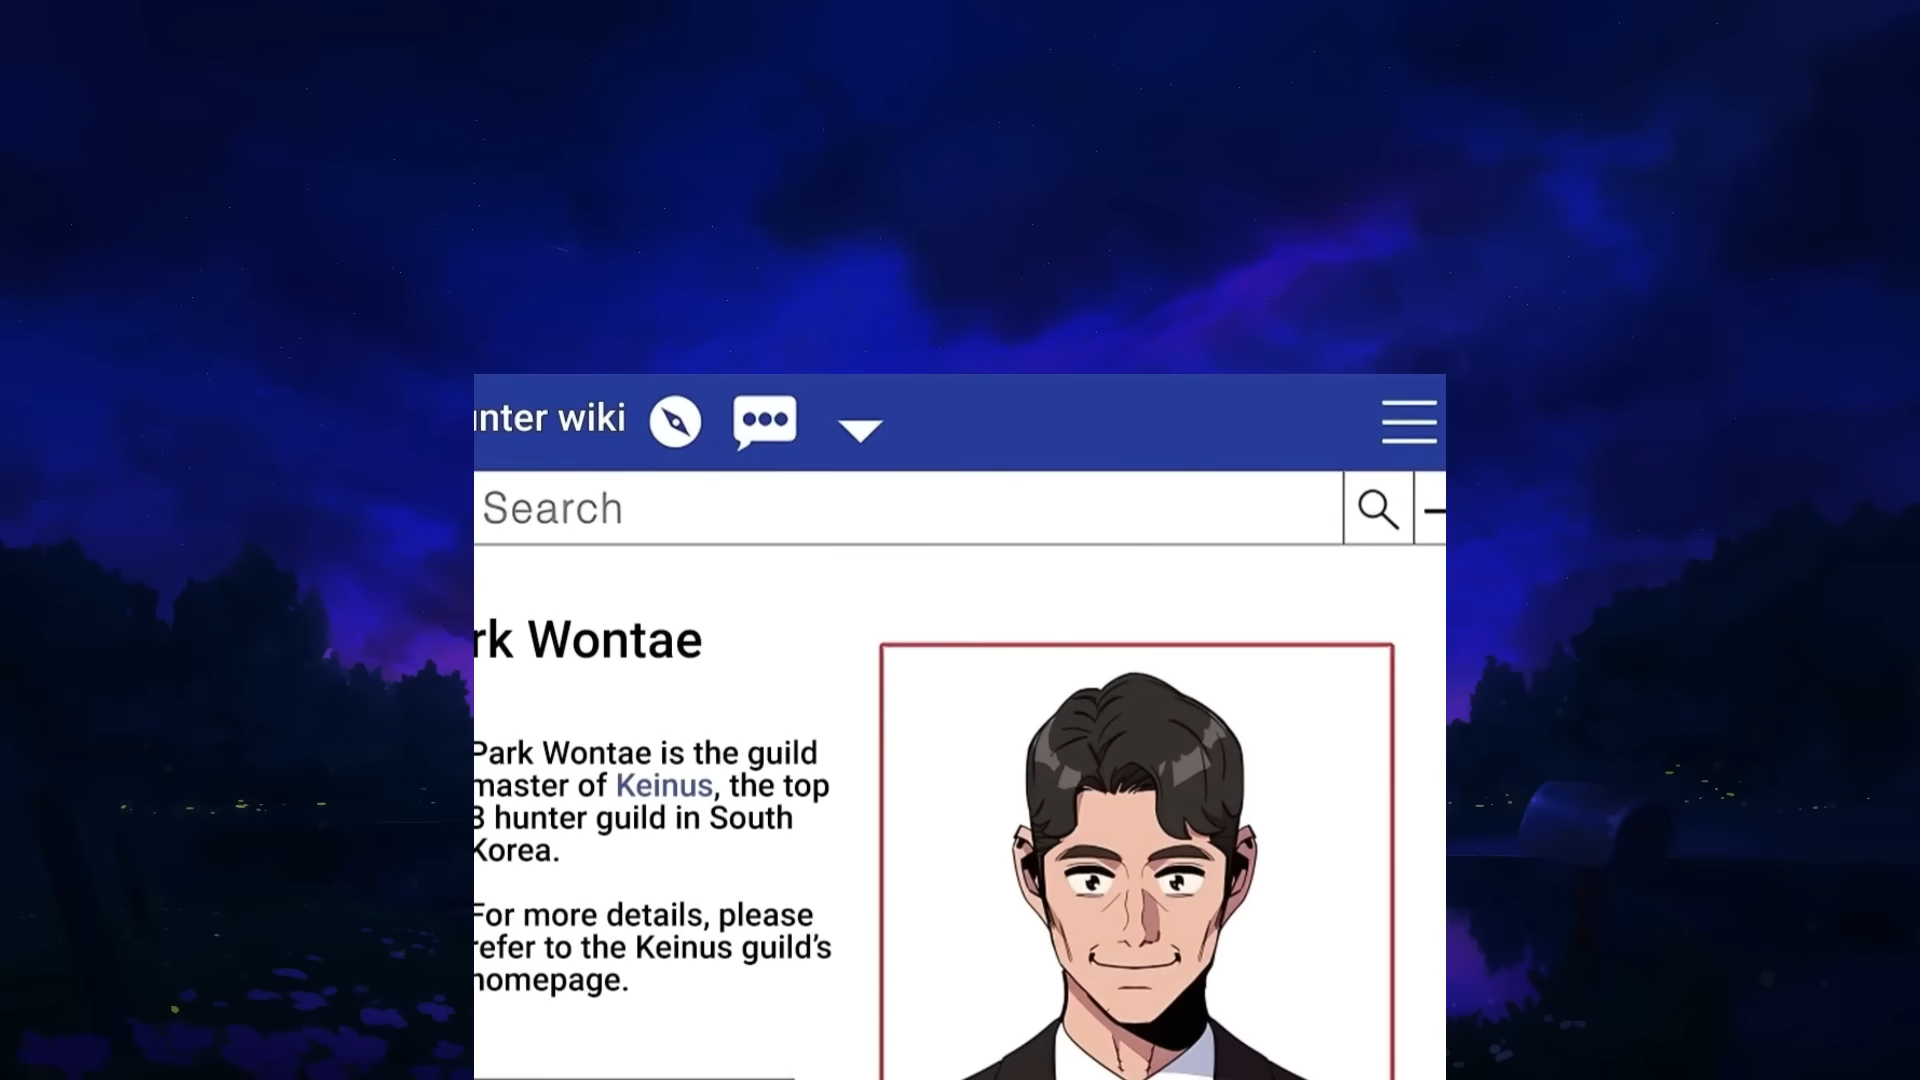 unter wiki
Search
rk Wontae
Park Wontae is the guild
master of Keinus, the top
3 hunter guild in South
Korea.
For more details, please
refer to the Keinus guild's
homepage.